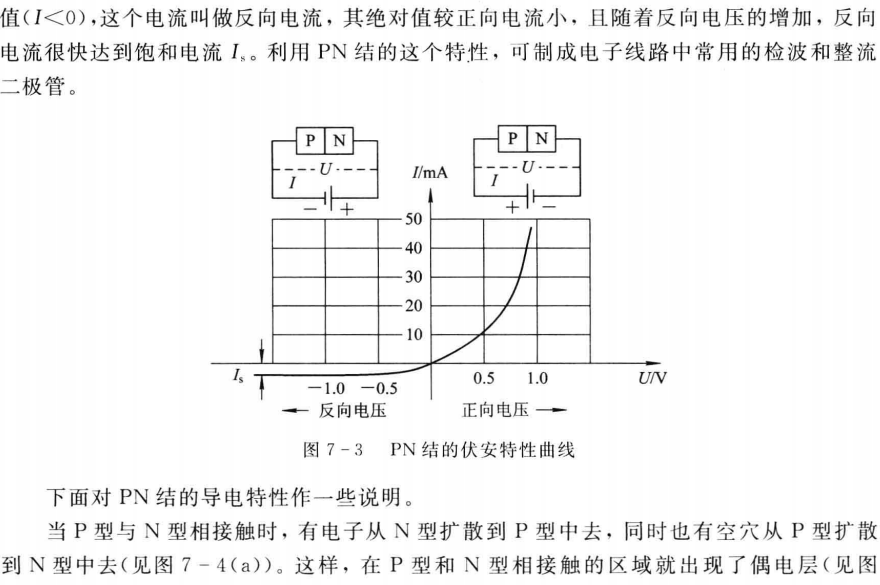 值(I<0),这个电流叫做反向电流,其绝对值较正向电流小,且随着反向电压的增加,反向
电流很快达到饱和电流 Iₛ。利用 PN 结的这个特性,可制成电子线路中常用的检波和整流
二极管。
P N
U
I
− +
P N
U
I
+ −
I/mA
50
40
30
20
10
Iₛ
−1.0 −0.5 0.5 1.0 U/V
反向电压 正向电压
图 7-3 PN 结的伏安特性曲线
下面对 PN 结的导电特性作一些说明。
当 P 型与 N 型相接触时,有电子从 N 型扩散到 P 型中去,同时也有空穴从 P 型扩散
到 N 型中去(见图 7-4(a))。这样,在 P 型和 N 型相接触的区域就出现了偶电层(见图